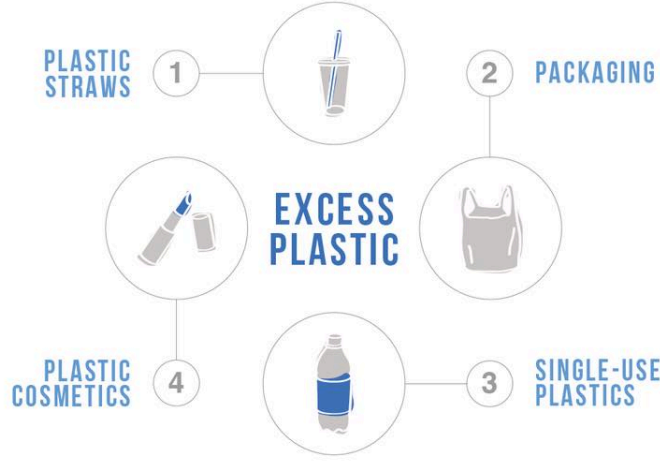 PLASTIC
STRAWS
1
2
PACKAGING
EXCESS
PLASTIC
PLASTIC
COSMETICS
4
3
SINGLE-USE
PLASTICS